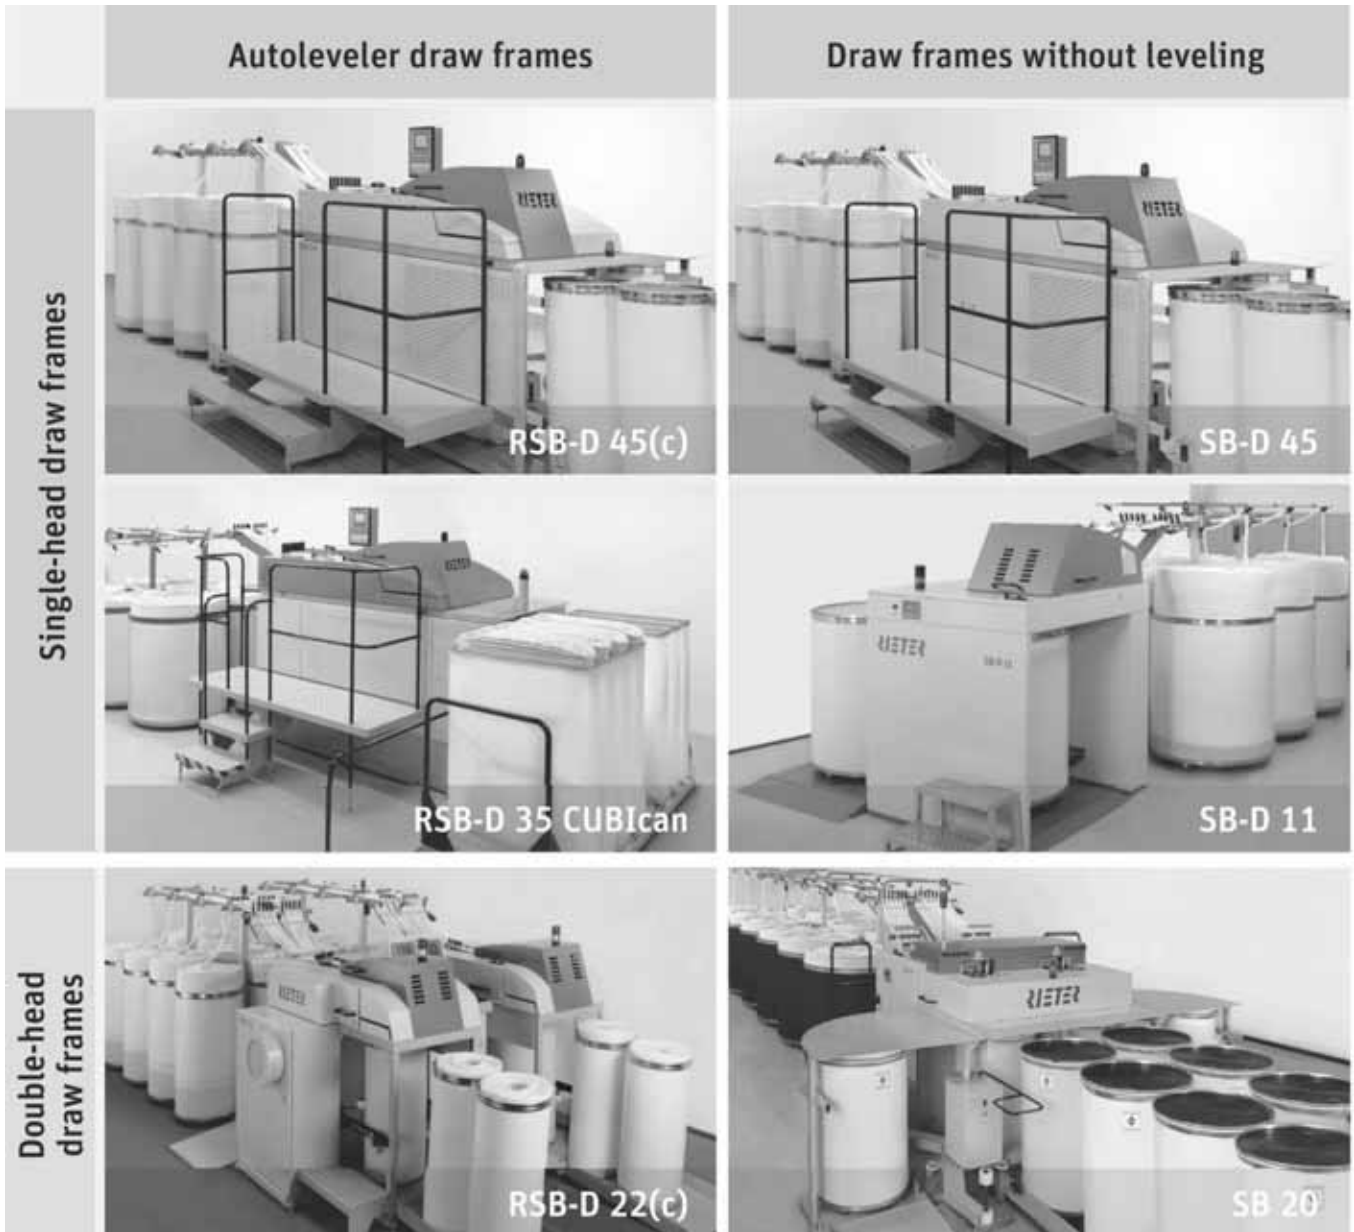 Autoleveler draw frames
Draw frames without leveling
Single-head draw frames
RIETER
RSB-D 45(c)
RIETER
SB-D 45
RIETER
RSB-D 35 CUBIcan
RIETER
SB-D 11
Double-head
draw frames
RIETER
RSB-D 22(c)
RIETER
SB 20